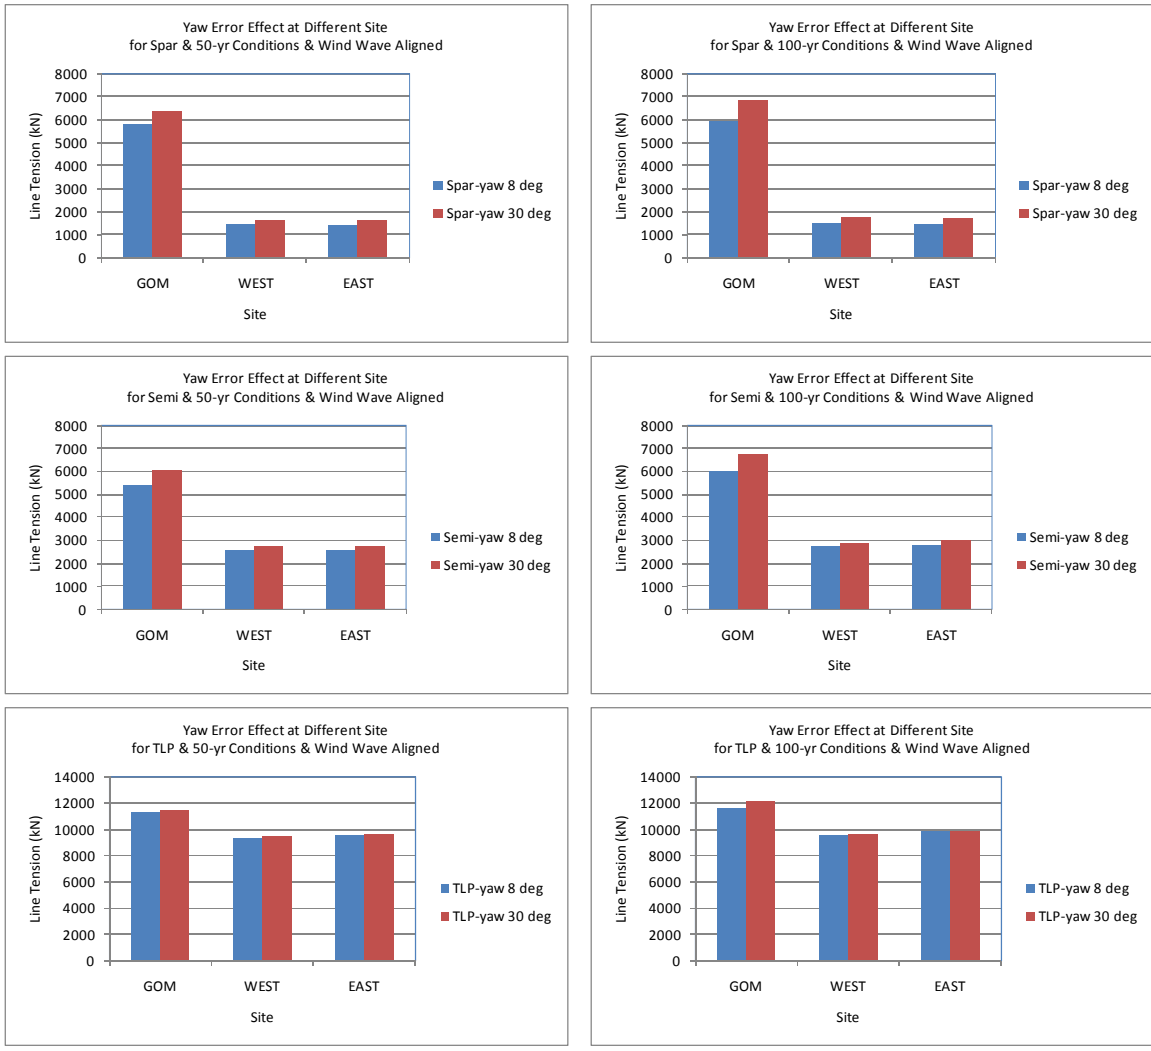 Yaw Error Effect at Different Site
for Spar & 50-yr Conditions & Wind Wave Aligned
8000
7000
6000
5000
4000
3000
2000
1000
0
Line Tension (kN)
GOM WEST EAST
Site
Spar-yaw 8 deg
Spar-yaw 30 deg
Yaw Error Effect at Different Site
for Spar & 100-yr Conditions & Wind Wave Aligned
8000
7000
6000
5000
4000
3000
2000
1000
0
Line Tension (kN)
GOM WEST EAST
Site
Spar-yaw 8 deg
Spar-yaw 30 deg
Yaw Error Effect at Different Site
for Semi & 50-yr Conditions & Wind Wave Aligned
8000
7000
6000
5000
4000
3000
2000
1000
0
Line Tension (kN)
GOM WEST EAST
Site
Semi-yaw 8 deg
Semi-yaw 30 deg
Yaw Error Effect at Different Site
for Semi & 100-yr Conditions & Wind Wave Aligned
8000
7000
6000
5000
4000
3000
2000
1000
0
Line Tension (kN)
GOM WEST EAST
Site
Semi-yaw 8 deg
Semi-yaw 30 deg
Yaw Error Effect at Different Site
for TLP & 50-yr Conditions & Wind Wave Aligned
14000
12000
10000
8000
6000
4000
2000
0
Line Tension (kN)
GOM WEST EAST
Site
TLP-yaw 8 deg
TLP-yaw 30 deg
Yaw Error Effect at Different Site
for TLP & 100-yr Conditions & Wind Wave Aligned
14000
12000
10000
8000
6000
4000
2000
0
Line Tension (kN)
GOM WEST EAST
Site
TLP-yaw 8 deg
TLP-yaw 30 deg